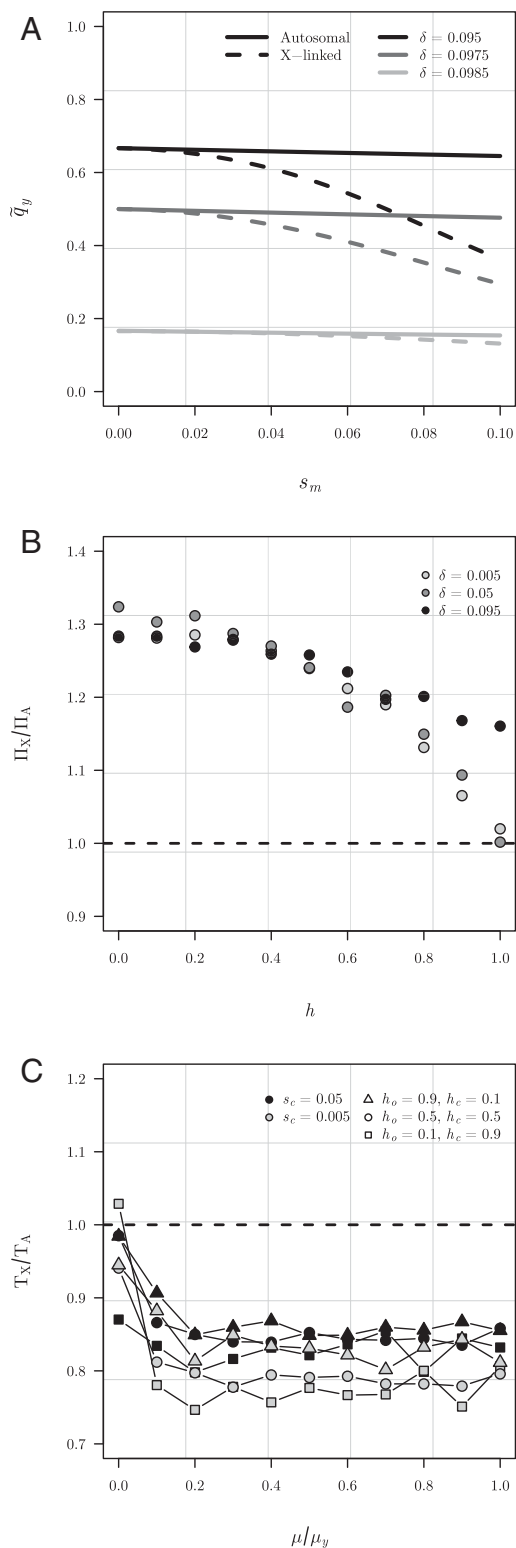 A
Autosomal
X−linked
δ = 0.095
δ = 0.0975
δ = 0.0985
1.0
0.8
0.6
0.4
0.2
0.0
q̃y
0.00 0.02 0.04 0.06 0.08 0.10
sm
B
δ = 0.005
δ = 0.05
δ = 0.095
1.4
1.3
1.2
1.1
1.0
0.9
ΠX/ΠA
0.0 0.2 0.4 0.6 0.8 1.0
h
C
sc = 0.05
sc = 0.005
ho = 0.9, hc = 0.1
ho = 0.5, hc = 0.5
ho = 0.1, hc = 0.9
1.2
1.1
1.0
0.9
0.8
0.7
TX/TA
0.0 0.2 0.4 0.6 0.8 1.0
μ/μy